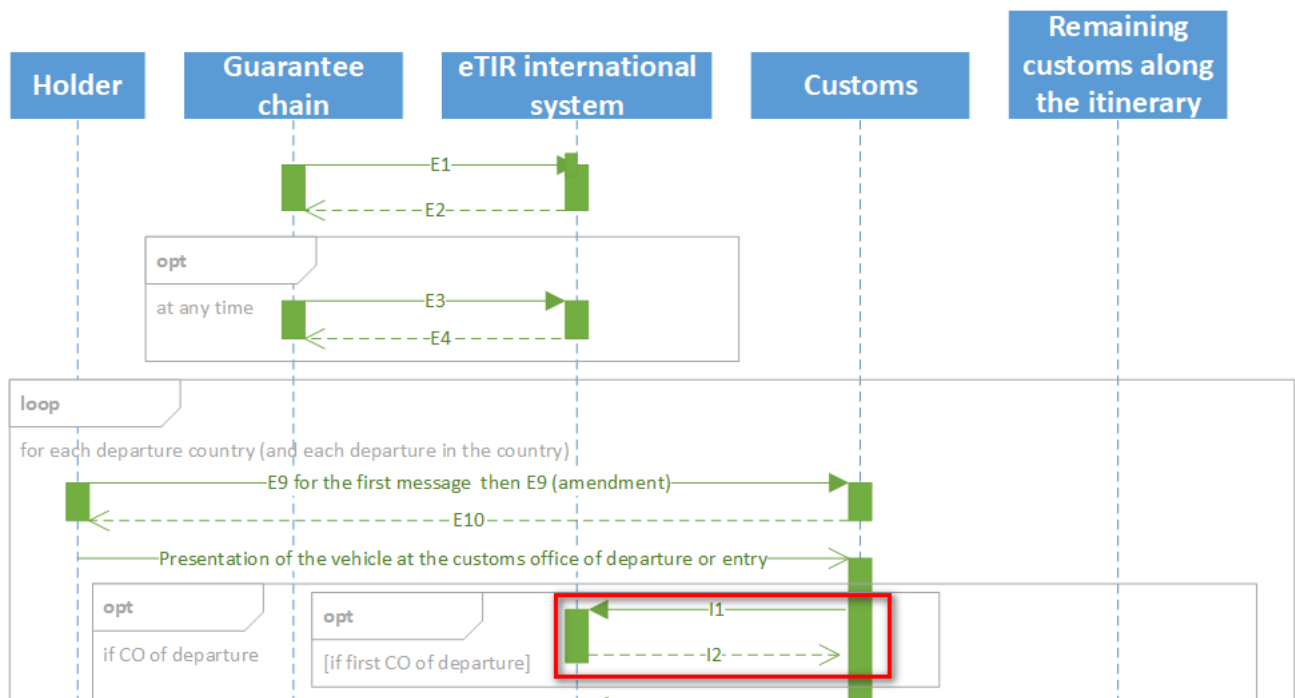 Holder
Guarantee
chain
eTIR international
system
Customs
Remaining
customs along
the itinerary
E1
E2
opt
at any time
E3
E4
loop
for each departure country (and each departure in the country)
E9 for the first message then E9 (amendment)
E10
Presentation of the vehicle at the customs office of departure or entry
opt
if CO of departure
opt
[if first CO of departure]
I1
I2